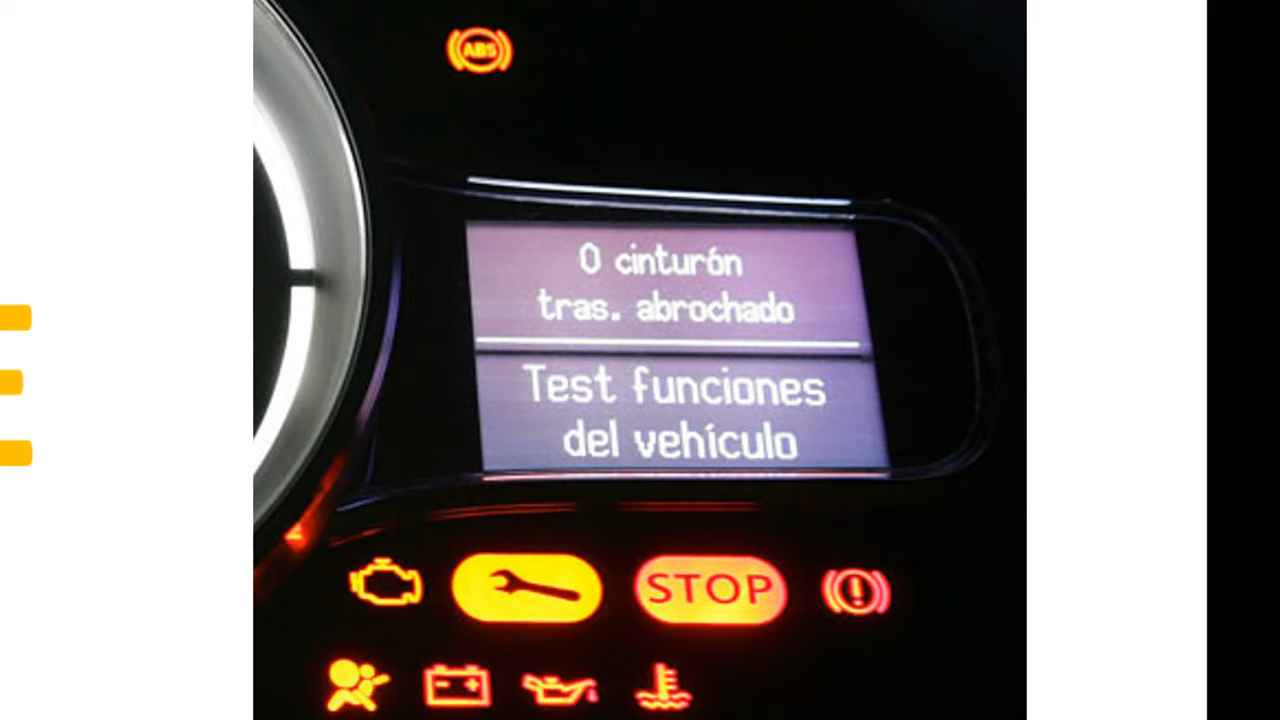 ABS
0 cinturón
tras. abrochado
Test funciones
del vehículo
STOP